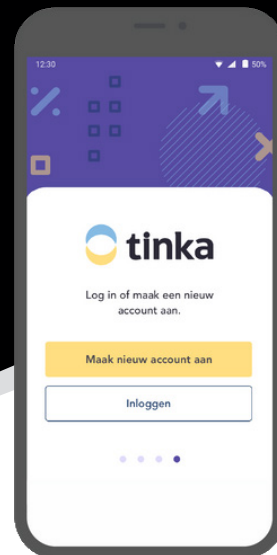 12:30
50%
tinka
Log in of maak een nieuw
account aan.
Maak nieuw account aan
Inloggen